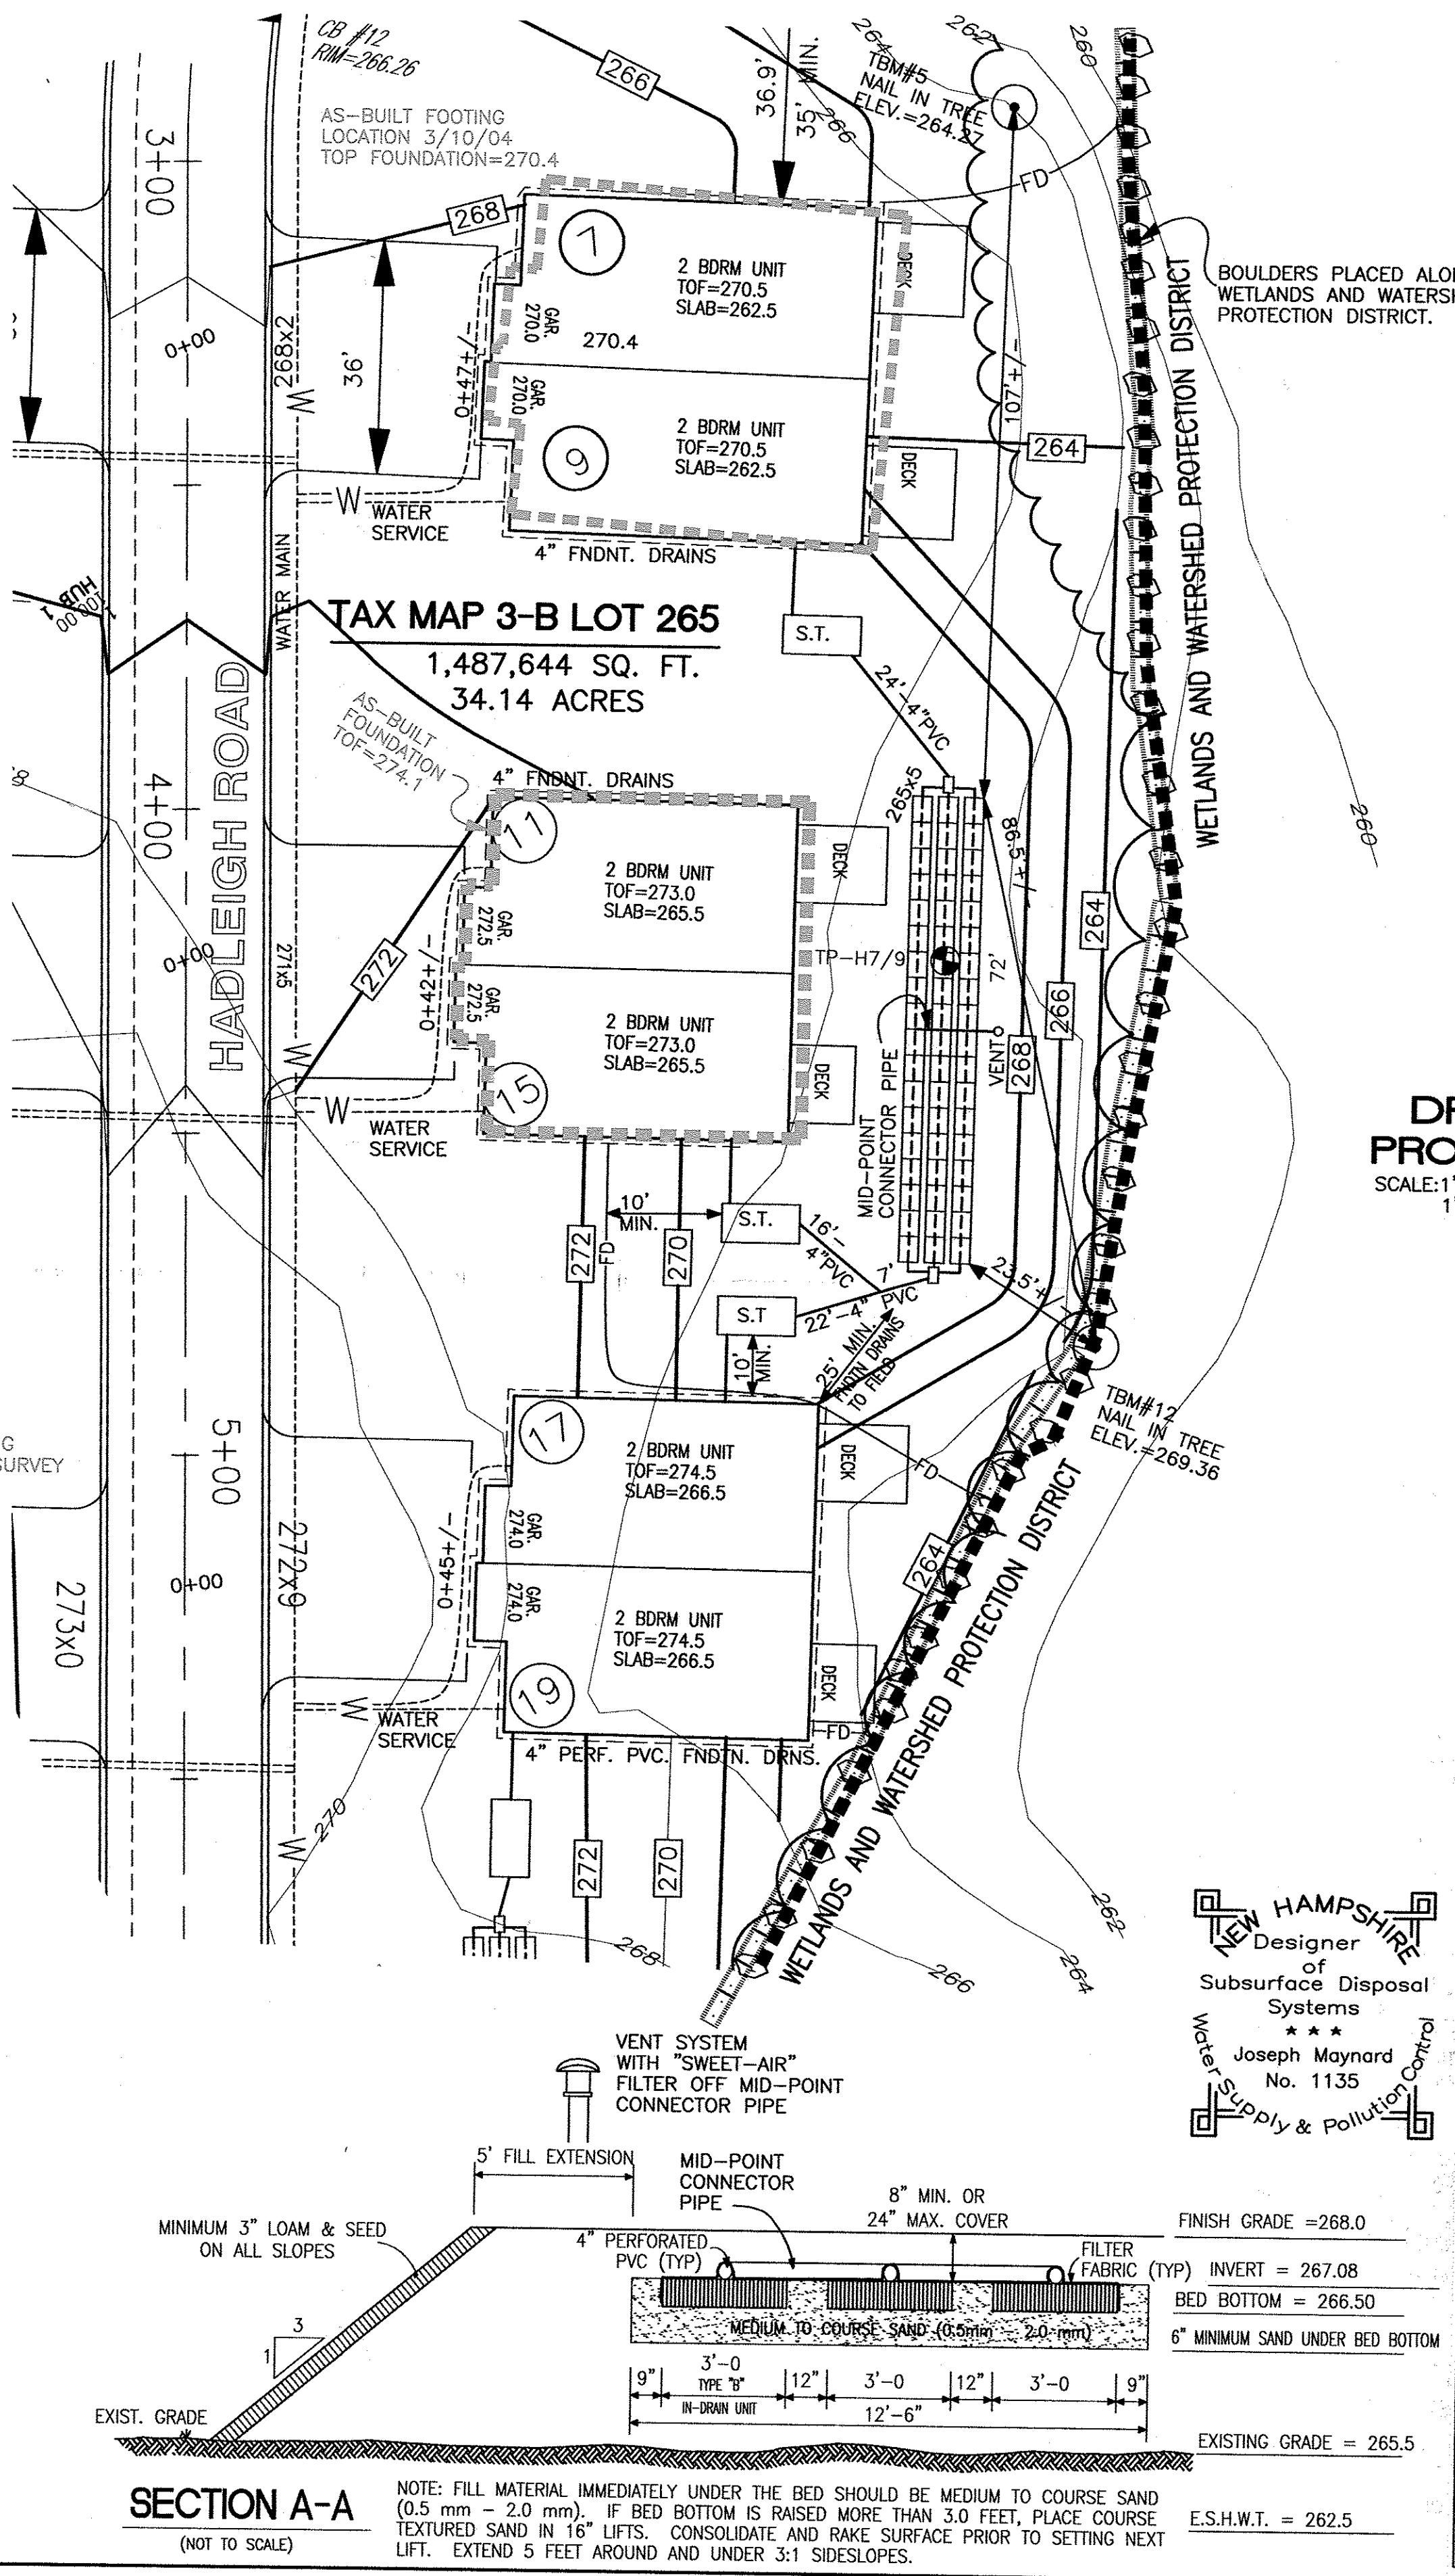 CB #12
RIM=266.26
266
36.9'
35' MIN.
TBM#5
NAIL IN TREE
ELEV.=264.27
264
262
260
266
AS-BUILT FOOTING
LOCATION 3/10/04
TOP FOUNDATION=270.4
3+00
268
7
2 BDRM UNIT
TOF=270.5
SLAB=262.5
DECK
FD
GAR.
270.0
270.4
0+00
268x2
W
36'
0+47+/-
GAR.
270.0
9
2 BDRM UNIT
TOF=270.5
SLAB=262.5
DECK
107'+/-
264
BOULDERS PLACED
WETLANDS AND
PROTECTION DISTRICT.
WETLANDS AND WATERSHED PROTECTION DISTRICT
W
WATER
SERVICE
4" FNDNT. DRAINS
WATER MAIN
HUB 1
100.00
TAX MAP 3-B LOT 265
1,487,644 SQ. FT.
34.14 ACRES
S.T.
24'-4"PVC
AS-BUILT
FOUNDATION
TOF=274.1
4" FNDNT. DRAINS
265x5
86.5'+/-
260
HADLEIGH ROAD
4+00
11
2 BDRM UNIT
TOF=273.0
SLAB=265.5
DECK
GAR.
272.5
272
0+00
271x5
0+42+/-
TP-H7/9
72'
264
266
268
GAR.
272.5
2 BDRM UNIT
TOF=273.0
SLAB=265.5
DECK
15
W
W
WATER
SERVICE
MID-POINT
CONNECTOR PIPE
VENT
SCALE:1"
10'
MIN.
S.T.
16'-
4"PVC
7'
PVC
272
FD
270
S.T
22'-4"
23.5'+/-
10'
MIN.
25' MIN.
FNDTN DRAINS
TO FIELD
TBM#12
NAIL IN TREE
ELEV.=269.36
5+00
17
2 BDRM UNIT
TOF=274.5
SLAB=266.5
DECK
FD
SURVEY
GAR.
274.0
264
272x9
0+45+/-
0+00
273x0
GAR.
274.0
2 BDRM UNIT
TOF=274.5
SLAB=266.5
DECK
19
W
WATER
SERVICE
FD
4" PERF. PVC. FNDTN. DRNS.
WETLANDS AND WATERSHED PROTECTION DISTRICT
W
270
272
270
268
266
264
262
NEW HAMPSHIRE
Designer
of
Subsurface Disposal
Systems
★ ★ ★
Joseph Maynard
No. 1135
Water Supply & Pollution Control
VENT SYSTEM
WITH "SWEET-AIR"
FILTER OFF MID-POINT
CONNECTOR PIPE
5' FILL EXTENSION
MID-POINT
CONNECTOR
PIPE
8" MIN. OR
24" MAX. COVER
FINISH GRADE =268.0
MINIMUM 3" LOAM & SEED
ON ALL SLOPES
4" PERFORATED
PVC (TYP)
FILTER
FABRIC (TYP)
INVERT = 267.08
BED BOTTOM = 266.50
MEDIUM TO COURSE SAND (0.5mm - 2.0 mm)
6" MINIMUM SAND UNDER BED BOTTOM
3
1
9"
3'-0
TYPE "B"
IN-DRAIN UNIT
12"
3'-0
12"
3'-0
9"
12'-6"
EXIST. GRADE
EXISTING GRADE = 265.5
SECTION A-A
(NOT TO SCALE)
NOTE: FILL MATERIAL IMMEDIATELY UNDER THE BED SHOULD BE MEDIUM TO COURSE SAND
(0.5 mm - 2.0 mm). IF BED BOTTOM IS RAISED MORE THAN 3.0 FEET, PLACE COURSE
TEXTURED SAND IN 16" LIFTS. CONSOLIDATE AND RAKE SURFACE PRIOR TO SETTING NEXT
LIFT. EXTEND 5 FEET AROUND AND UNDER 3:1 SIDESLOPES.
E.S.H.W.T. = 262.5